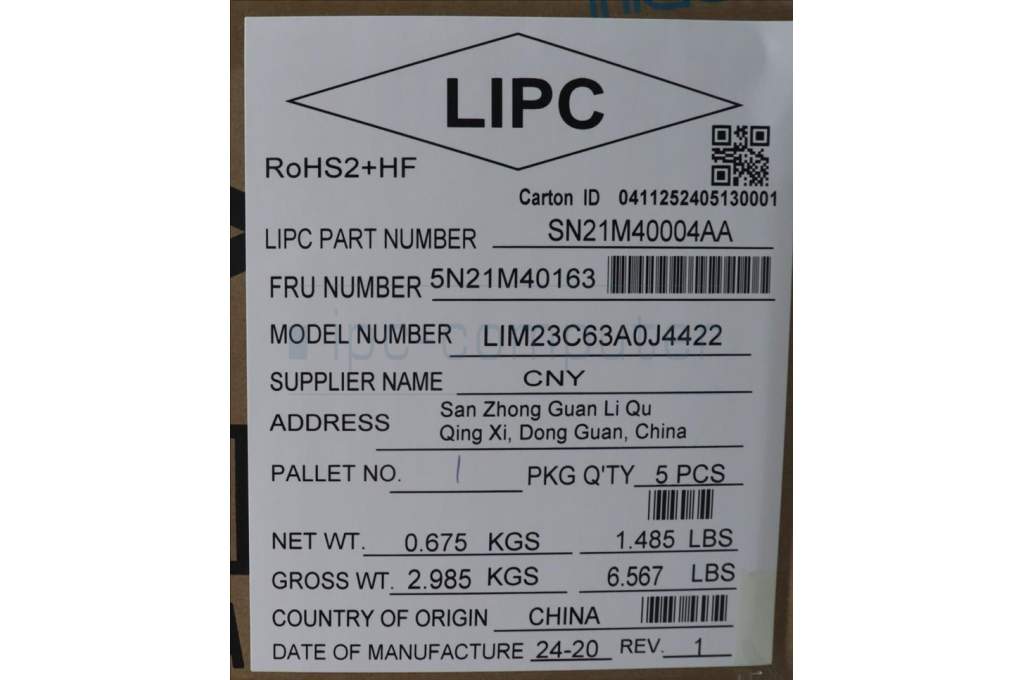 LIPC
RoHS2+HF
Carton ID 0411252405130001
LIPC PART NUMBER SN21M40004AA
FRU NUMBER 5N21M40163
MODEL NUMBER LIM23C63A0J4422
ipc-computer
SUPPLIER NAME CNY
ADDRESS San Zhong Guan Li Qu
Qing Xi, Dong Guan, China
PALLET NO. 1 PKG Q'TY 5 PCS
NET WT. 0.675 KGS 1.485 LBS
GROSS WT. 2.985 KGS 6.567 LBS
COUNTRY OF ORIGIN CHINA
DATE OF MANUFACTURE 24-20 REV. 1